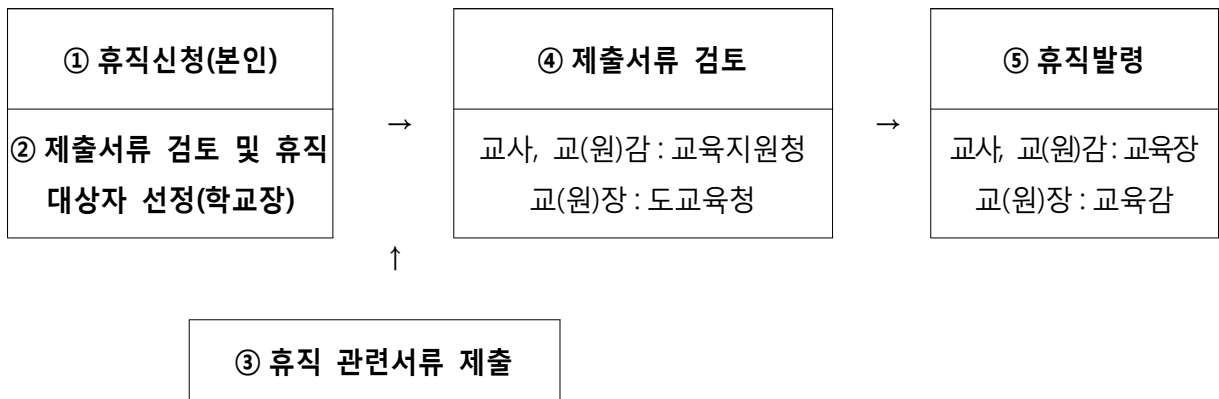 ① 휴직신청(본인)
② 제출서류 검토 및 휴직
대상자 선정(학교장)
→
④ 제출서류 검토
교사, 교(원)감 : 교육지원청
교(원)장 : 도교육청
→
⑤ 휴직발령
교사, 교(원)감 : 교육장
교(원)장 : 교육감
↑
③ 휴직 관련서류 제출